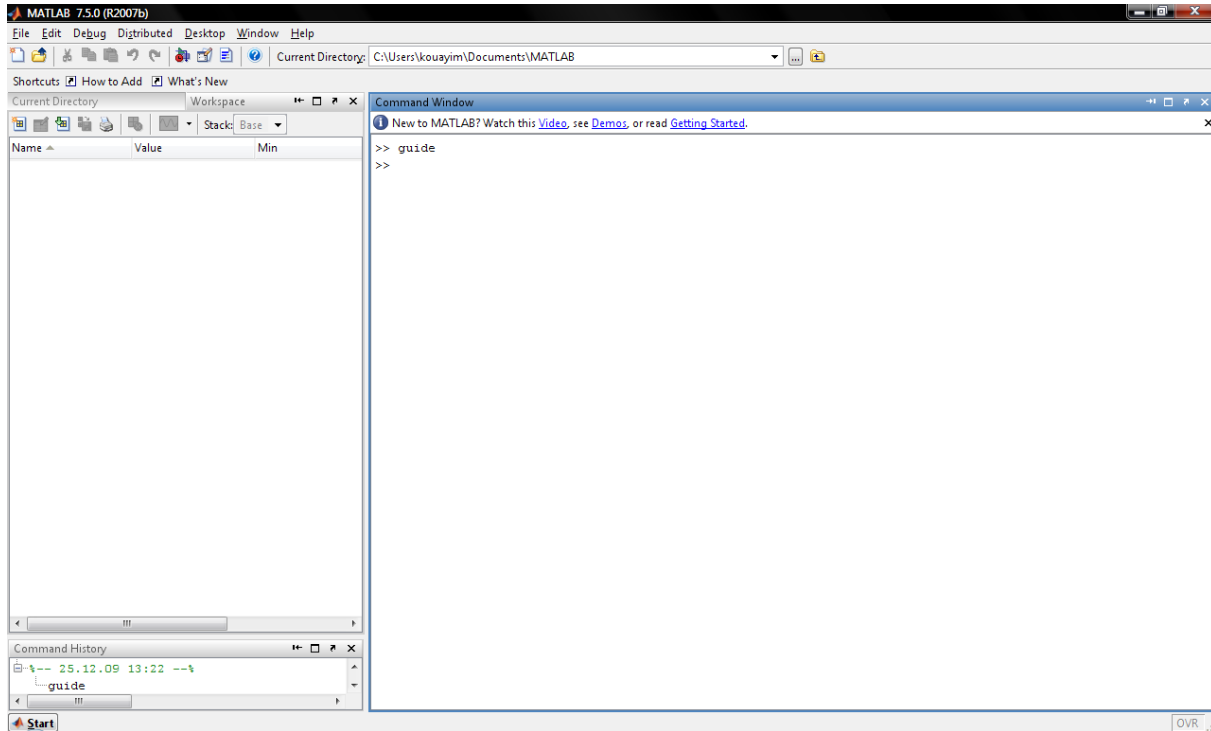 MATLAB 7.5.0 (R2007b)
File Edit Debug Distributed Desktop Window Help
Current Directory: C:\Users\kouayim\Documents\MATLAB ...
Shortcuts How to Add What's New
Current Directory Workspace
Stack: Base
Name Value Min
Command Window
New to MATLAB? Watch this Video, see Demos, or read Getting Started.
>> guide
>>
Command History
%-- 25.12.09 13:22 --%
guide
Start
OVR